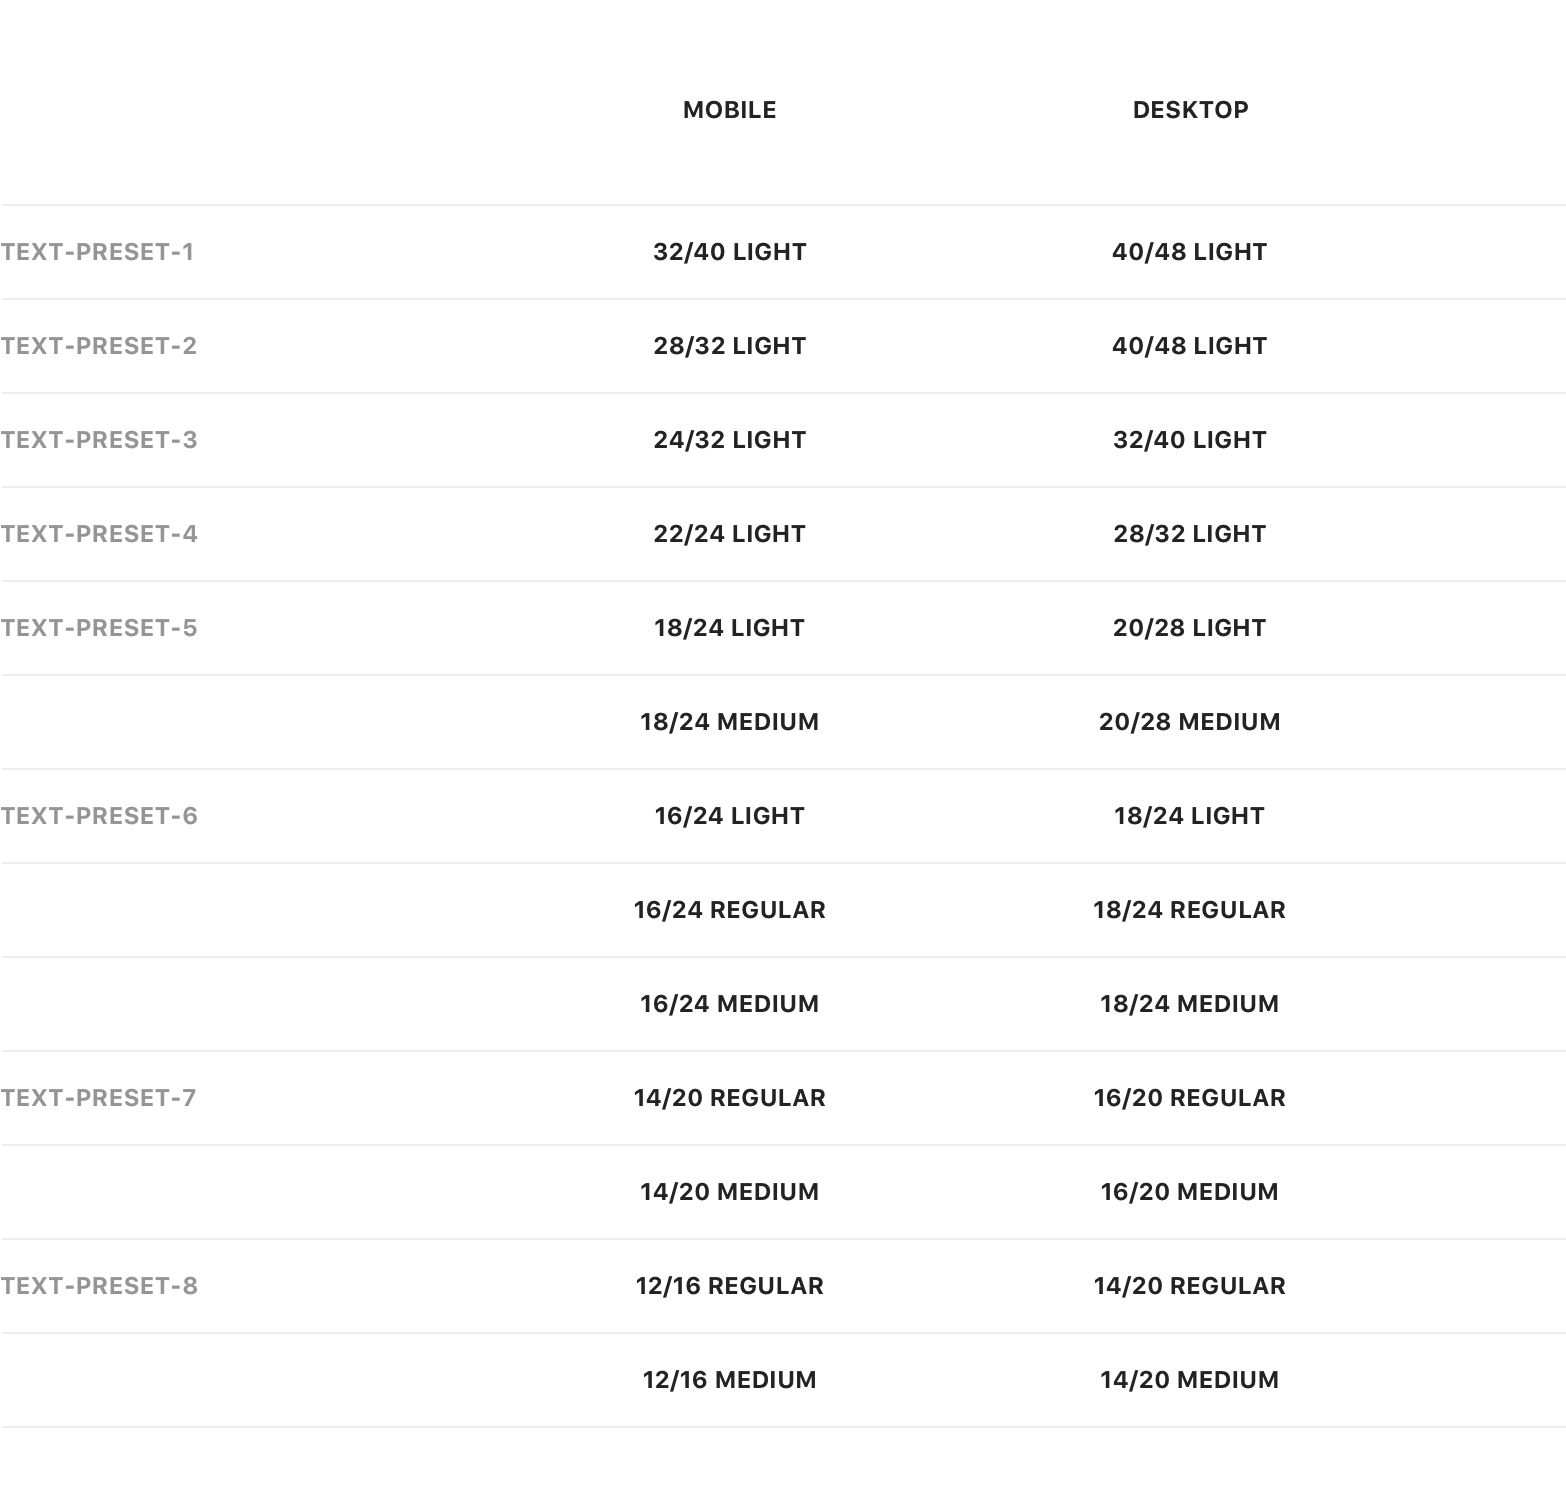 MOBILE DESKTOP
TEXT-PRESET-1 32/40 LIGHT 40/48 LIGHT
TEXT-PRESET-2 28/32 LIGHT 40/48 LIGHT
TEXT-PRESET-3 24/32 LIGHT 32/40 LIGHT
TEXT-PRESET-4 22/24 LIGHT 28/32 LIGHT
TEXT-PRESET-5 18/24 LIGHT 20/28 LIGHT
18/24 MEDIUM 20/28 MEDIUM
TEXT-PRESET-6 16/24 LIGHT 18/24 LIGHT
16/24 REGULAR 18/24 REGULAR
16/24 MEDIUM 18/24 MEDIUM
TEXT-PRESET-7 14/20 REGULAR 16/20 REGULAR
14/20 MEDIUM 16/20 MEDIUM
TEXT-PRESET-8 12/16 REGULAR 14/20 REGULAR
12/16 MEDIUM 14/20 MEDIUM